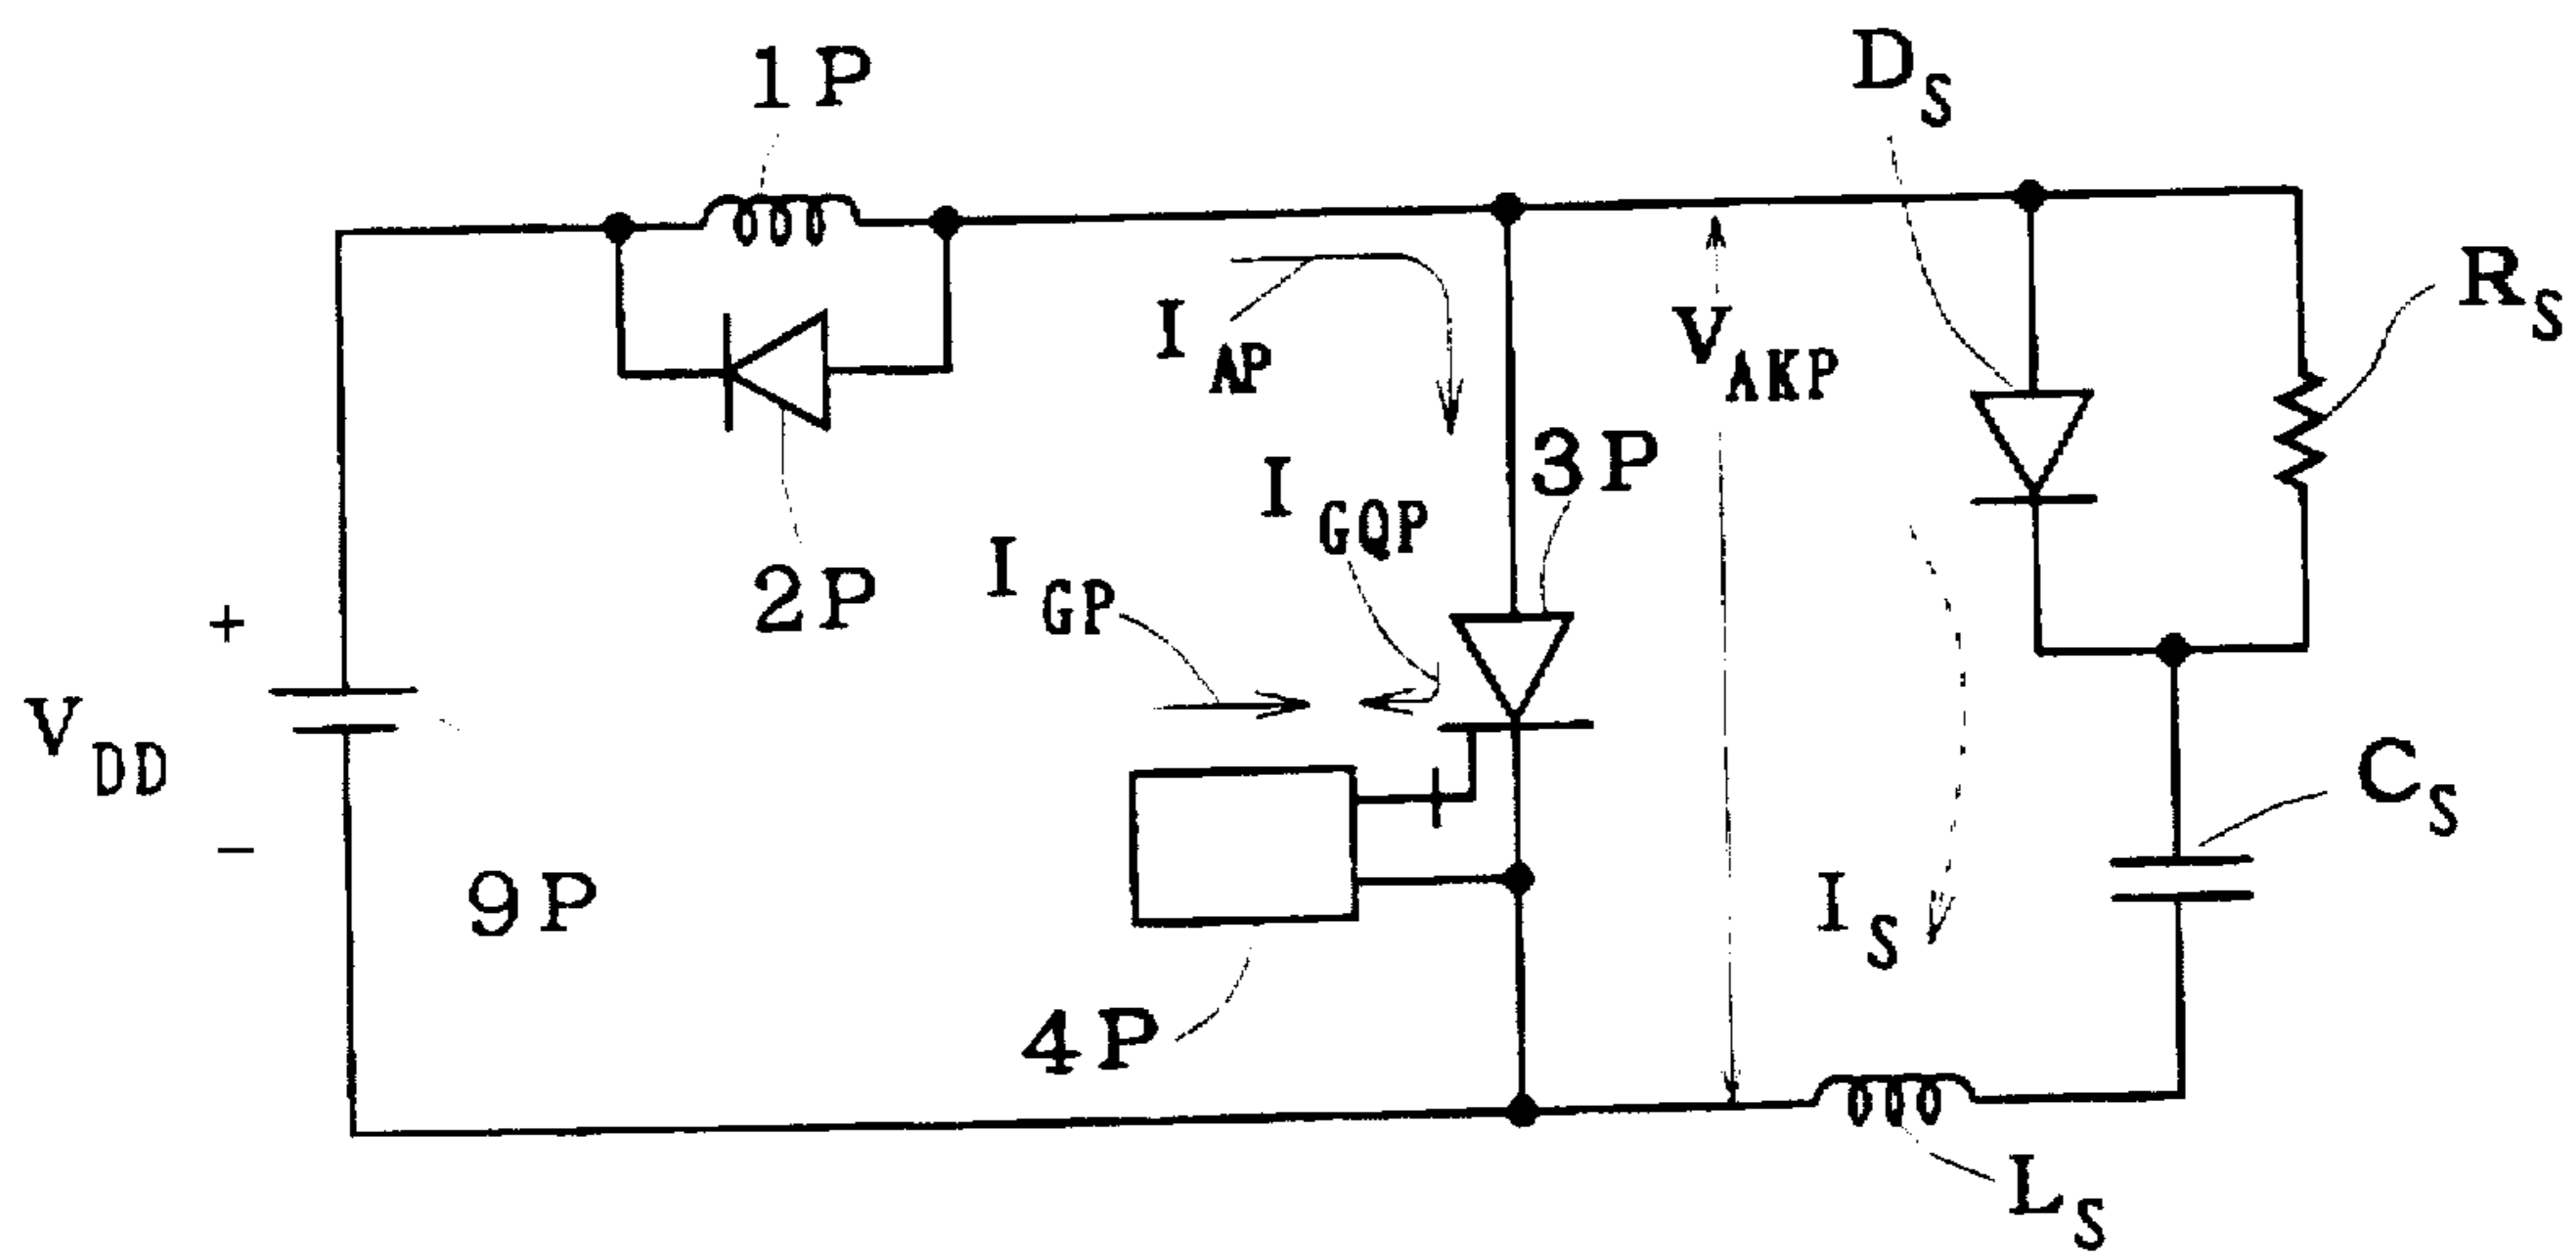 1P
D_S
R_S
I_AP
V_AKP
3P
I_GQP
I_GP
2P
+
V_DD
−
9P
4P
C_S
I_S
L_S